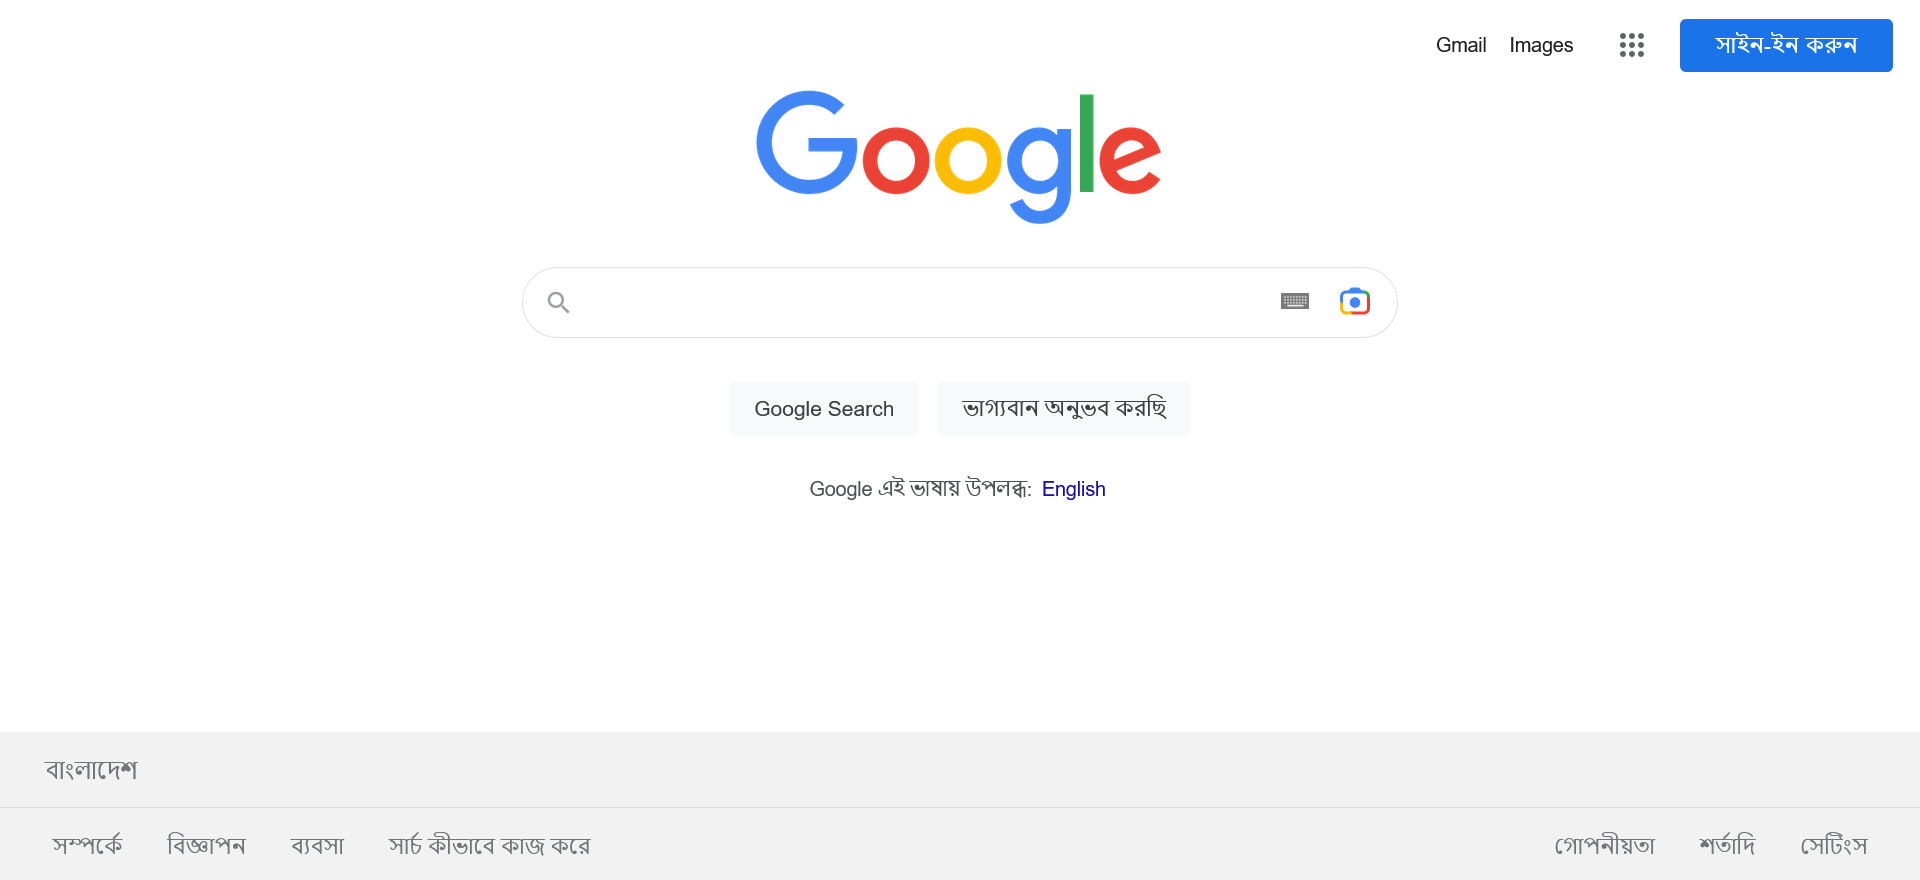 Gmail Images সাইন-ইন করুন
Google
Google Search ভাগ্যবান অনুভব করছি
Google এই ভাষায় উপলব্ধ: English
বাংলাদেশ
সম্পর্কে বিজ্ঞাপন ব্যবসা সার্চ কীভাবে কাজ করে গোপনীয়তা শর্তাদি সেটিংস